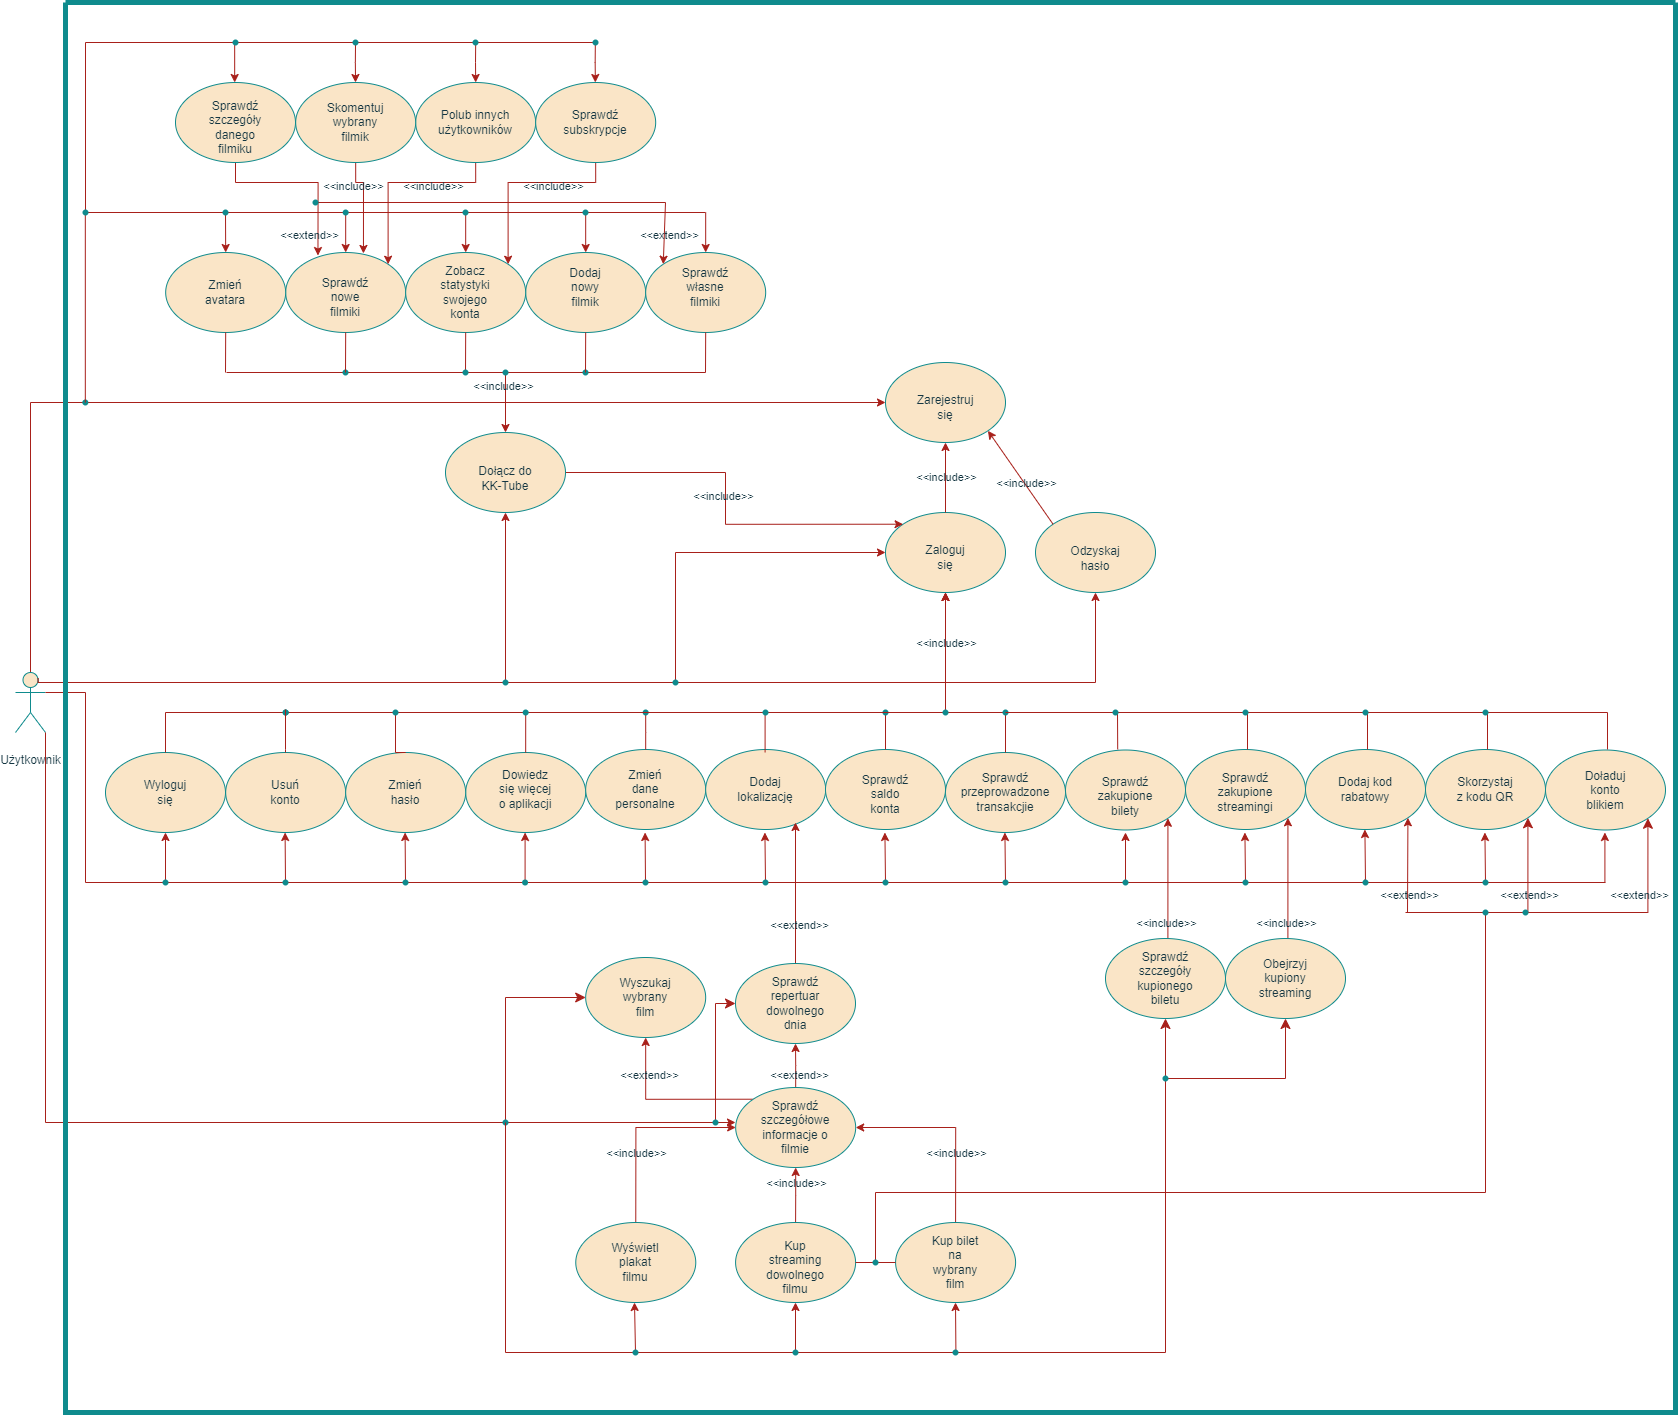 Sprawdź
szczegóły
danego
filmiku
Skomentuj
wybrany
filmik
Polub innych
użytkowników
Sprawdź
subskrypcje
<<include>>
<<include>>
<<include>>
<<extend>>
<<extend>>
Zmień
avatara
Sprawdź
nowe
filmiki
Zobacz
statystyki
swojego
konta
Dodaj
nowy
filmik
Sprawdź
własne
filmiki
<<include>>
Zarejestruj
się
Dołącz do
KK-Tube
<<include>>
<<include>>
<<include>>
Zaloguj
się
Odzyskaj
hasło
<<include>>
Użytkownik
Wyloguj
się
Usuń
konto
Zmień
hasło
Dowiedz
się więcej
o aplikacji
Zmień
dane
personalne
Dodaj
lokalizację
Sprawdź
saldo
konta
Sprawdź
przeprowadzone
transakcjie
Sprawdź
zakupione
bilety
Sprawdź
zakupione
streamingi
Dodaj kod
rabatowy
Skorzystaj
z kodu QR
Doładuj
konto
blikiem
<<extend>>
<<extend>>
<<extend>>
<<extend>>
<<include>>
<<include>>
Wyszukaj
wybrany
film
Sprawdź
repertuar
dowolnego
dnia
Sprawdź
szczegóły
kupionego
biletu
Obejrzyj
kupiony
streaming
<<extend>>
<<extend>>
Sprawdź
szczegółowe
informacje o
filmie
<<include>>
<<include>>
<<include>>
Wyświetl
plakat
filmu
Kup
streaming
dowolnego
filmu
Kup bilet
na
wybrany
film